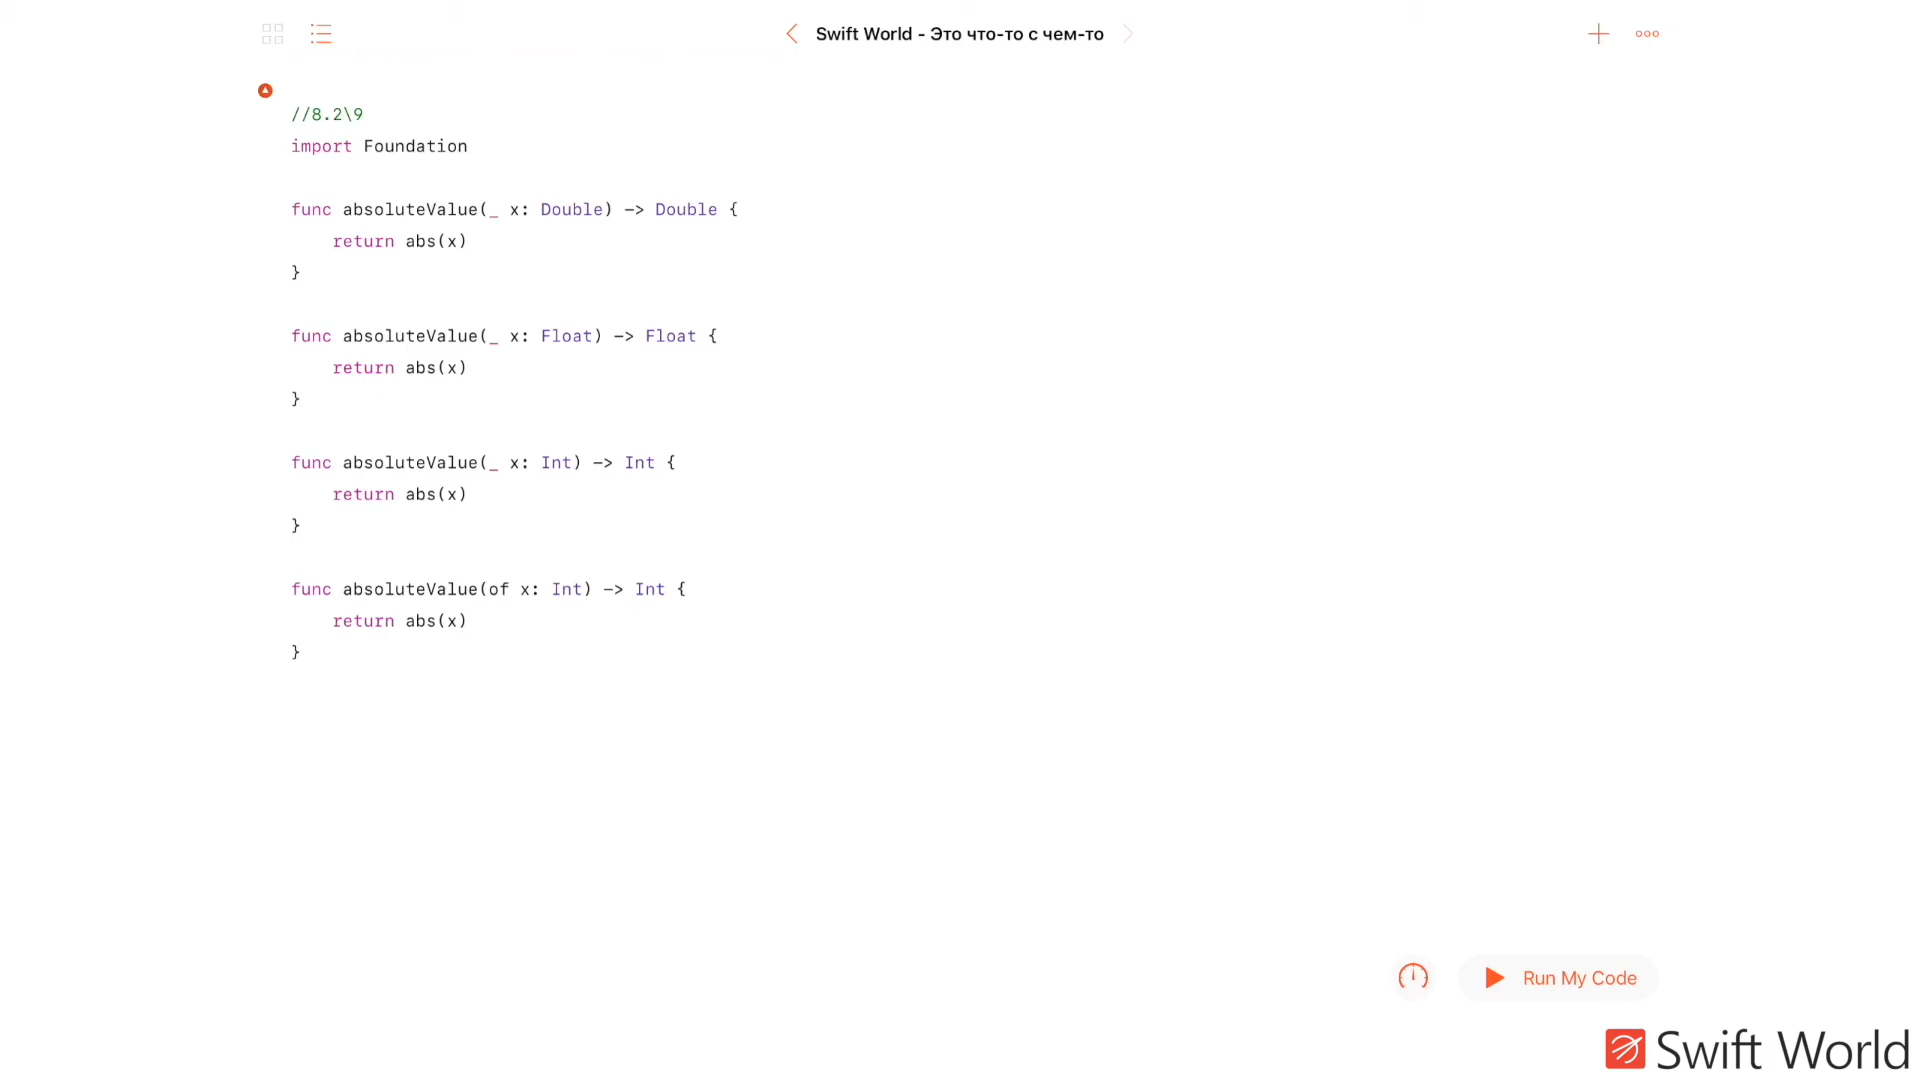 Swift World - Это что-то с чем-то
//8.2\9
import Foundation
func absoluteValue(_ x: Double) -> Double {
return abs(x)
}
func absoluteValue(_ x: Float) -> Float {
return abs(x)
}
func absoluteValue(_ x: Int) -> Int {
return abs(x)
}
func absoluteValue(of x: Int) -> Int {
return abs(x)
}
Run My Code
Swift World